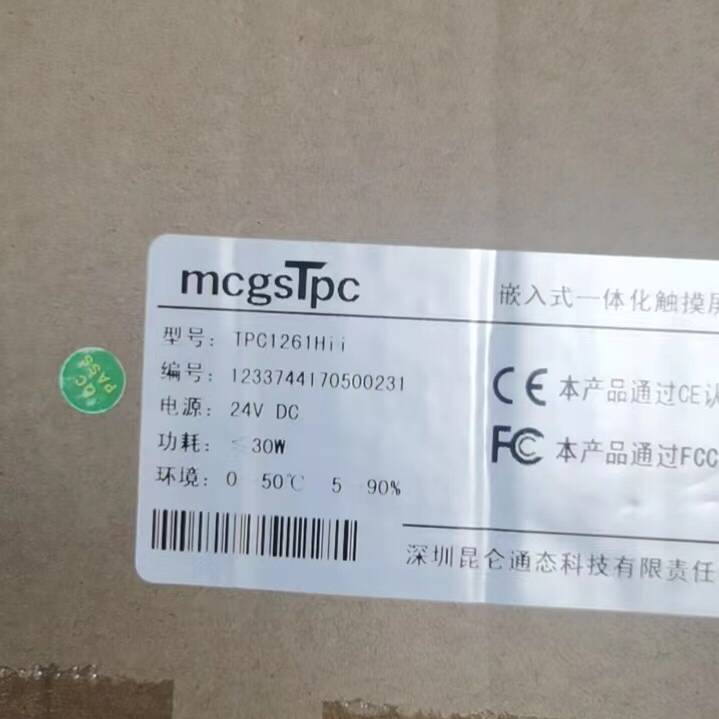 mcgsTpc
嵌入式一体化触摸屏
型号: TPC1261Hii
编号: 1233744170500231
电源: 24V DC
功耗: ≤30W
环境: 0 50℃ 5 90%
CE 本产品通过CE认
FC 本产品通过FCC
深圳昆仑通态科技有限责任
QC
PASS